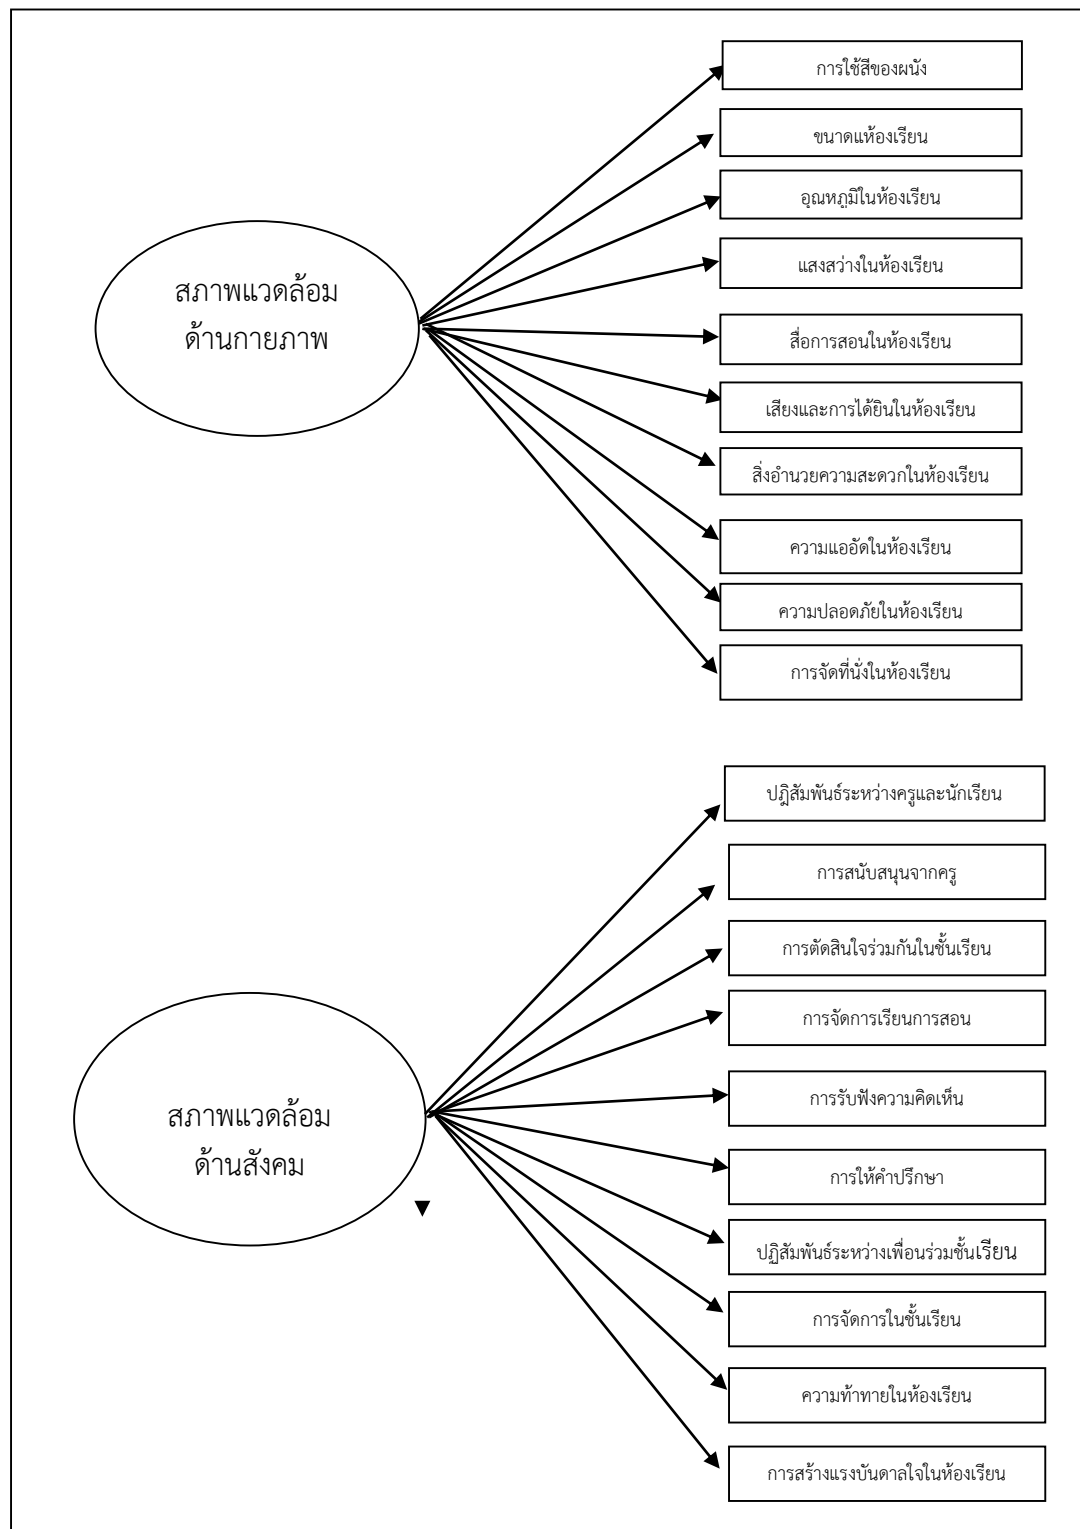 การใช้สีของผนัง
ขนาดแห้องเรียน
อุณหภูมิในห้องเรียน
แสงสว่างในห้องเรียน
สภาพแวดล้อม
ด้านกายภาพ
สื่อการสอนในห้องเรียน
เสียงและการได้ยินในห้องเรียน
สิ่งอำนวยความสะดวกในห้องเรียน
ความแออัดในห้องเรียน
ความปลอดภัยในห้องเรียน
การจัดที่นั่งในห้องเรียน
ปฎิสัมพันธ์ระหว่างครูและนักเรียน
การสนับสนุนจากครู
การตัดสินใจร่วมกันในชั้นเรียน
การจัดการเรียนการสอน
การรับฟังความคิดเห็น
สภาพแวดล้อม
ด้านสังคม
การให้คำปรึกษา
ปฏิสัมพันธ์ระหว่างเพื่อนร่วมชั้นเรียน
การจัดการในชั้นเรียน
ความท้าทายในห้องเรียน
การสร้างแรงบันดาลใจในห้องเรียน